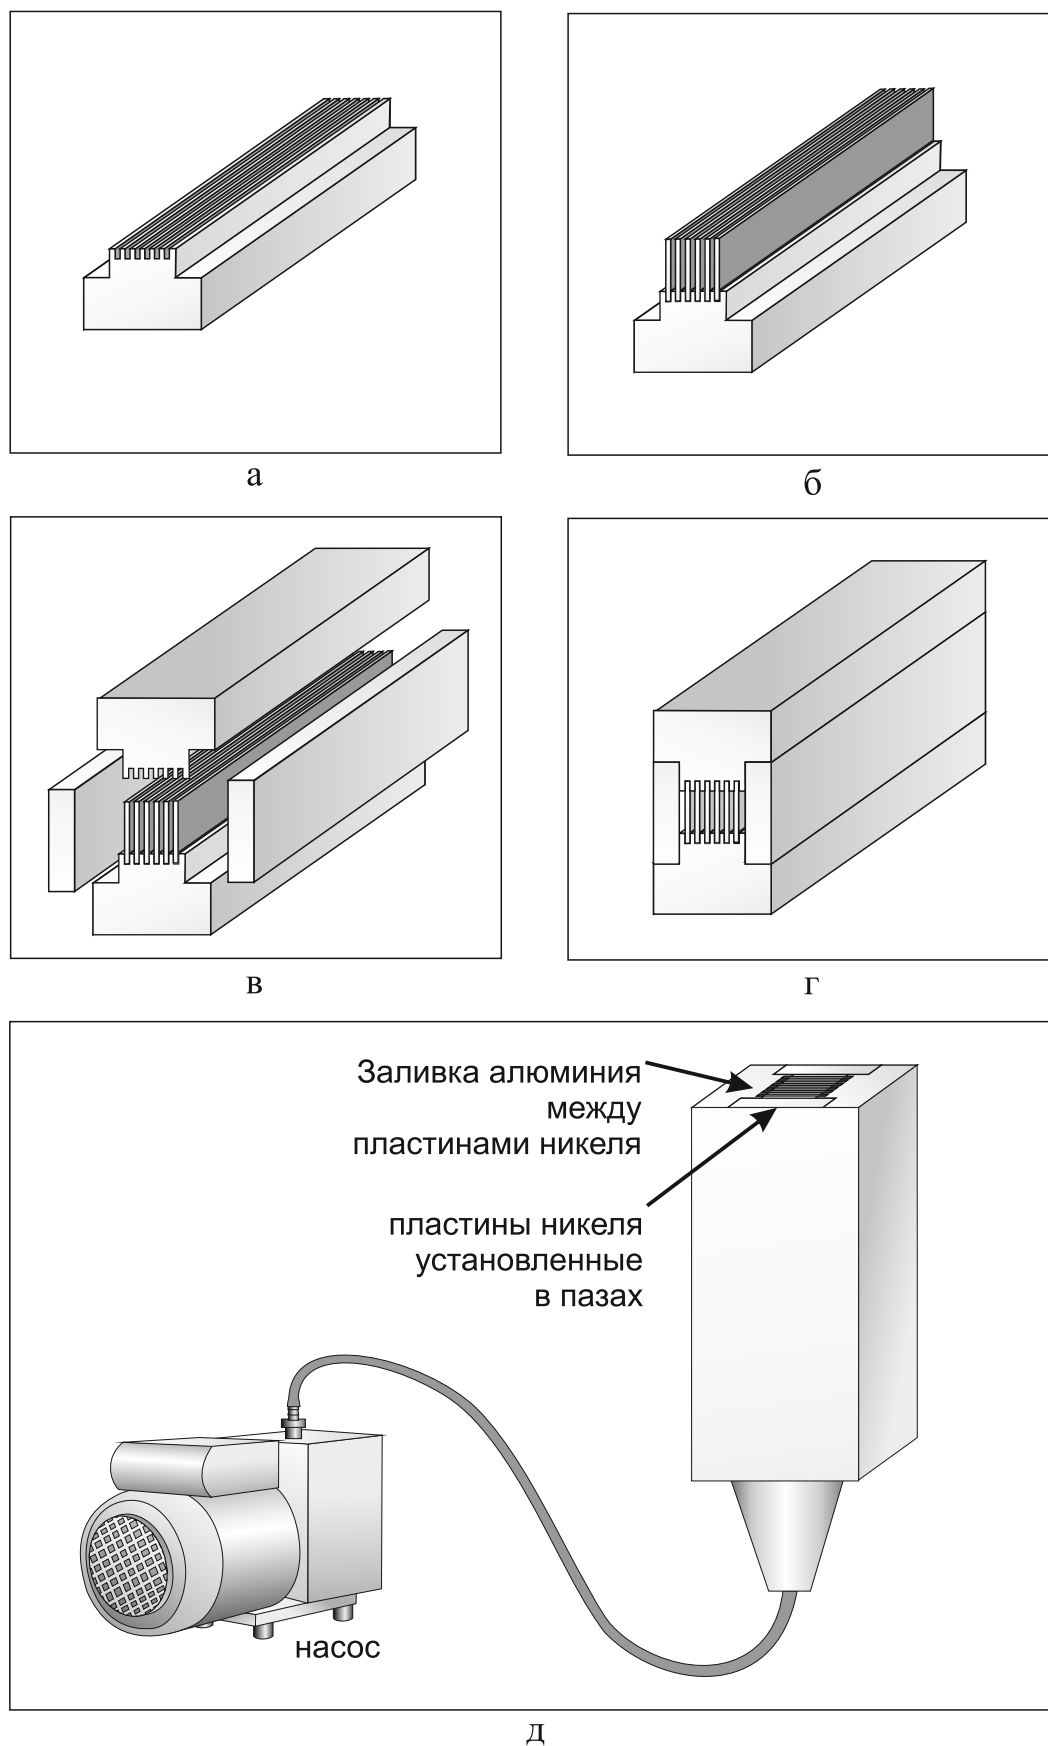 а
б
в
г
Заливка алюминия
между
пластинами никеля
пластины никеля
установленные
в пазах
насос
д